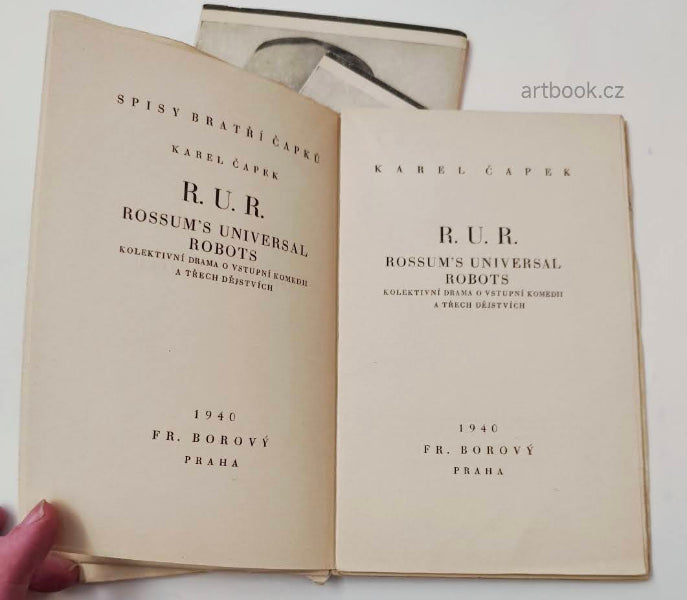 SPISY BRATŘÍ ČAPKŮ
KAREL ČAPEK
R. U. R.
ROSSUM'S UNIVERSAL
ROBOTS
KOLEKTIVNÍ DRAMA O VSTUPNÍ KOMEDII
A TŘECH DĚJSTVÍCH
1940
FR. BOROVÝ
PRAHA
artbook.cz
KAREL ČAPEK
R. U. R.
ROSSUM'S UNIVERSAL
ROBOTS
KOLEKTIVNÍ DRAMA O VSTUPNÍ KOMEDII
A TŘECH DĚJSTVÍCH
1940
FR. BOROVÝ
PRAHA